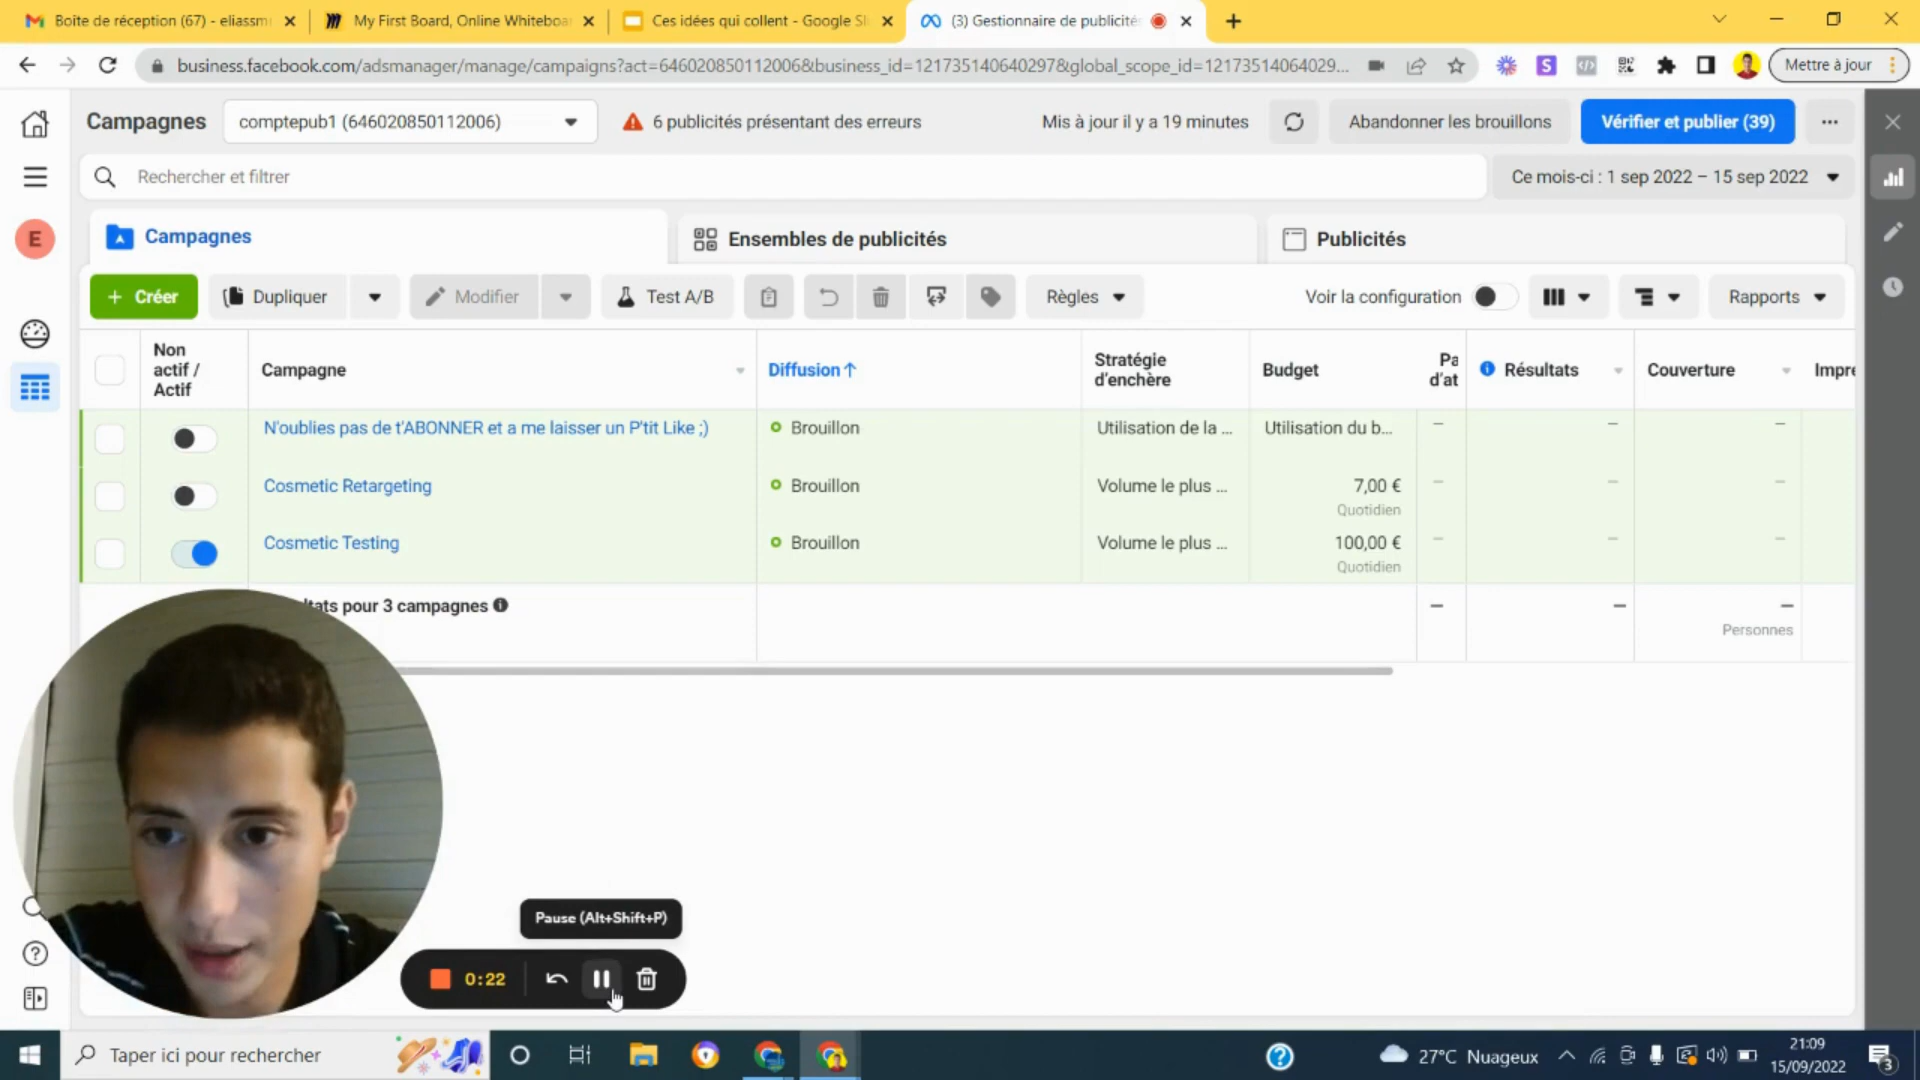 Boîte de réception (67) - eliassm
My First Board, Online Whiteboa
Ces idées qui collent - Google Sl
(3) Gestionnaire de publicité
business.facebook.com/adsmanager/manage/campaigns?act=646020850112006&business_id=121735140640297&global_scope_id=12173514064029...
Mettre à jour
Campagnes
comptepub1 (646020850112006)
6 publicités présentant des erreurs
Mis à jour il y a 19 minutes
Abandonner les brouillons
Vérifier et publier (39)
Rechercher et filtrer
Ce mois-ci : 1 sep 2022 – 15 sep 2022
E
Campagnes
Ensembles de publicités
Publicités
+ Créer
Dupliquer
Modifier
Test A/B
Règles
Voir la configuration
Rapports
Non actif / Actif
Campagne
Diffusion↑
Stratégie d'enchère
Budget
Pa d'at
Résultats
Couverture
Impre
N'oublies pas de t'ABONNER et a me laisser un P'tit Like ;)
Brouillon
Utilisation de la ...
Utilisation du b...
Cosmetic Retargeting
Brouillon
Volume le plus ...
7,00 €
Quotidien
Cosmetic Testing
Brouillon
Volume le plus ...
100,00 €
Quotidien
tats pour 3 campagnes
Personnes
Pause (Alt+Shift+P)
0:22
Taper ici pour rechercher
27°C Nuageux
21:09
15/09/2022
3